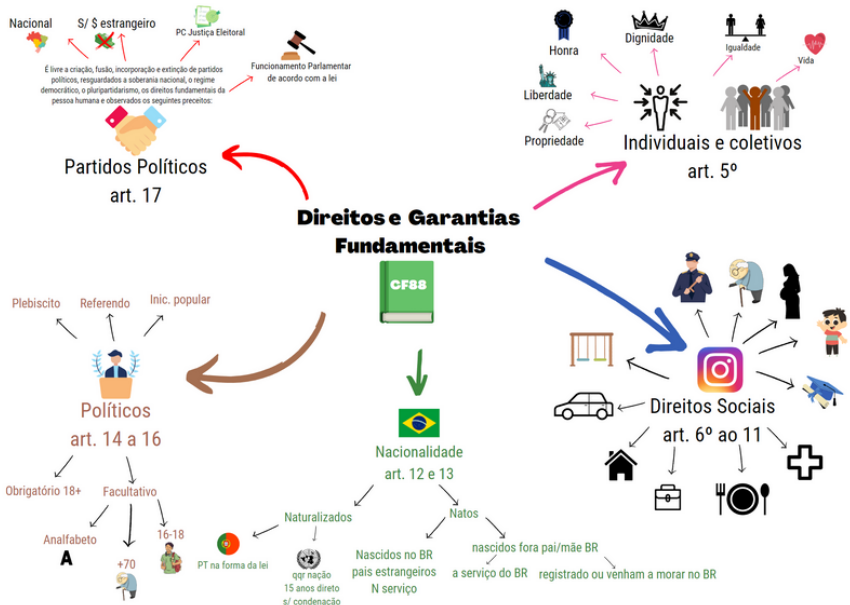 Nacional
S/ $ estrangeiro
PC Justiça Eleitoral
Funcionamento Parlamentar
de acordo com a lei
É livre a criação, fusão, incorporação e extinção de partidos
políticos, resguardados a soberania nacional, o regime
democrático, o pluripartidarismo, os direitos fundamentais da
pessoa humana e observados os seguintes preceitos:
Partidos Políticos
art. 17
Honra
Dignidade
Igualdade
Vida
Liberdade
Propriedade
Individuais e coletivos
art. 5º
Direitos e Garantias
Fundamentais
CF88
Plebiscito
Referendo
Inic. popular
Políticos
art. 14 a 16
Obrigatório 18+
Facultativo
Analfabeto
A
+70
16-18
Nacionalidade
art. 12 e 13
Naturalizados
Natos
PT na forma da lei
qqr nação
15 anos direto
s/ condenação
Nascidos no BR
pais estrangeiros
N serviço
nascidos fora pai/mãe BR
a serviço do BR
registrado ou venham a morar no BR
Direitos Sociais
art. 6º ao 11